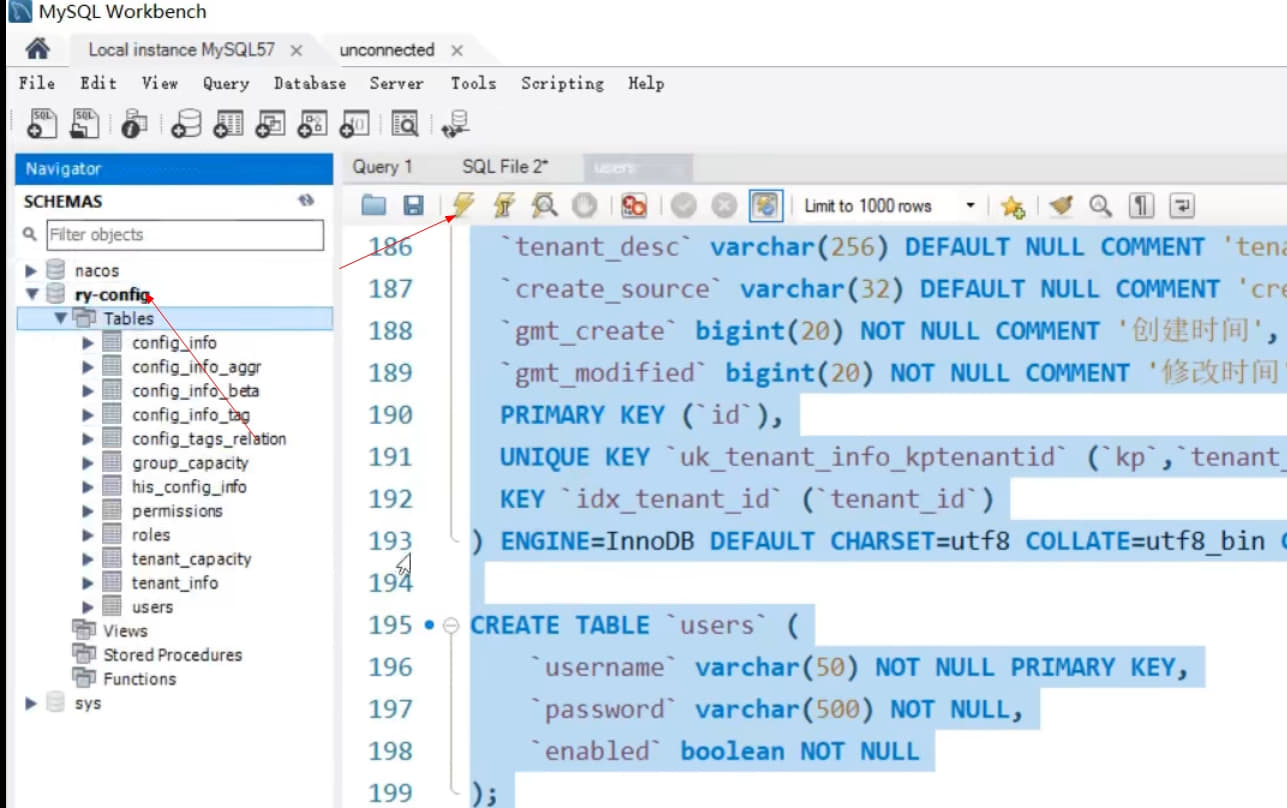 MySQL Workbench
Local instance MySQL57
unconnected
File Edit View Query Database Server Tools Scripting Help
Navigator
Query 1
SQL File 2*
users
SCHEMAS
Limit to 1000 rows
Filter objects
nacos
ry-config
Tables
config_info
config_info_aggr
config_info_beta
config_info_tag
config_tags_relation
group_capacity
his_config_info
permissions
roles
tenant_capacity
tenant_info
users
Views
Stored Procedures
Functions
sys
186 `tenant_desc` varchar(256) DEFAULT NULL COMMENT 'tena
187 `create_source` varchar(32) DEFAULT NULL COMMENT 'cre
188 `gmt_create` bigint(20) NOT NULL COMMENT '创建时间',
189 `gmt_modified` bigint(20) NOT NULL COMMENT '修改时间'
190 PRIMARY KEY (`id`),
191 UNIQUE KEY `uk_tenant_info_kptenantid` (`kp`,`tenant_
192 KEY `idx_tenant_id` (`tenant_id`)
193 ) ENGINE=InnoDB DEFAULT CHARSET=utf8 COLLATE=utf8_bin C
194
195 CREATE TABLE `users` (
196 `username` varchar(50) NOT NULL PRIMARY KEY,
197 `password` varchar(500) NOT NULL,
198 `enabled` boolean NOT NULL
199 );